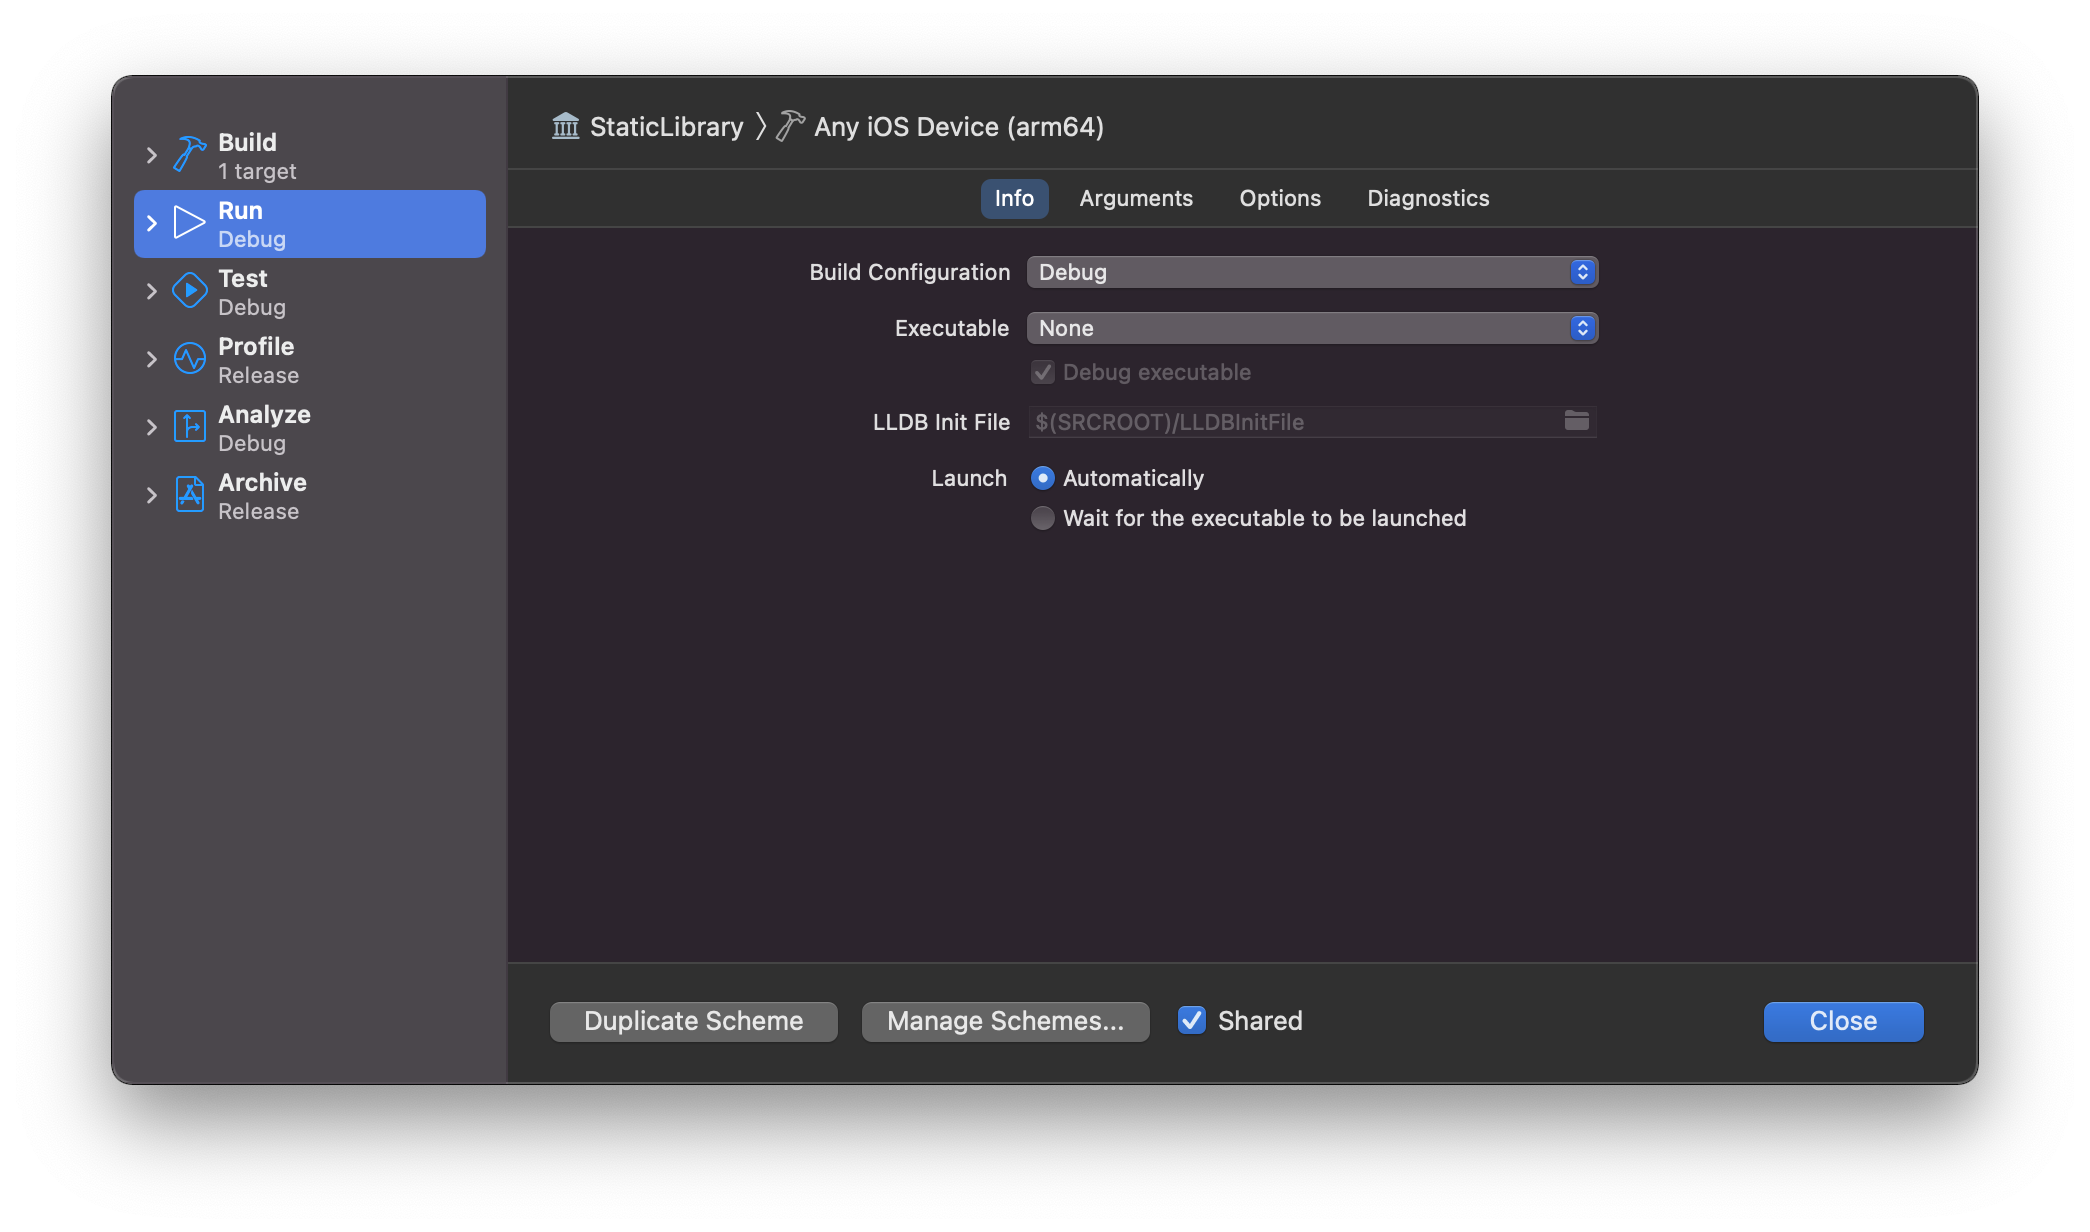 Build
1 target
Run
Debug
Test
Debug
Profile
Release
Analyze
Debug
Archive
Release
StaticLibrary 〉 Any iOS Device (arm64)
Info Arguments Options Diagnostics
Build Configuration Debug
Executable None
Debug executable
LLDB Init File $(SRCROOT)/LLDBInitFile
Launch Automatically
Wait for the executable to be launched
Duplicate Scheme Manage Schemes... Shared Close